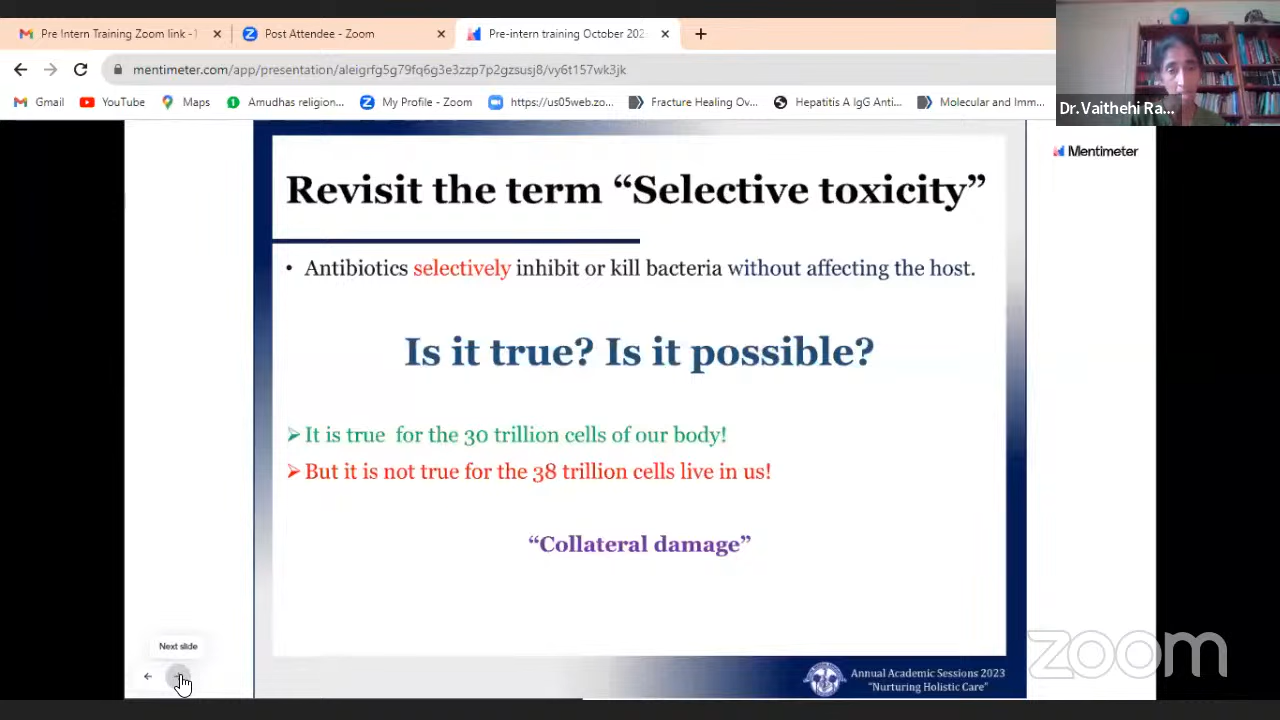 Pre Intern Training Zoom link - 1
Post Attendee - Zoom
Pre-intern training October 202
mentimeter.com/app/presentation/aleigrfg5g79fq6g3e3zzp7p2gzsusj8/vy6t157wk3jk
Gmail
YouTube
Maps
Amudhas religion...
My Profile - Zoom
https://us05web.zo...
Fracture Healing Ov...
Hepatitis A IgG Anti...
Molecular and Imm...
Dr.Vaithehi Ra...
Mentimeter
Revisit the term “Selective toxicity”
• Antibiotics selectively inhibit or kill bacteria without affecting the host.
Is it true? Is it possible?
➢ It is true for the 30 trillion cells of our body!
➢ But it is not true for the 38 trillion cells live in us!
“Collateral damage”
Next slide
Annual Academic Sessions 2023
"Nurturing Holistic Care"
zoom